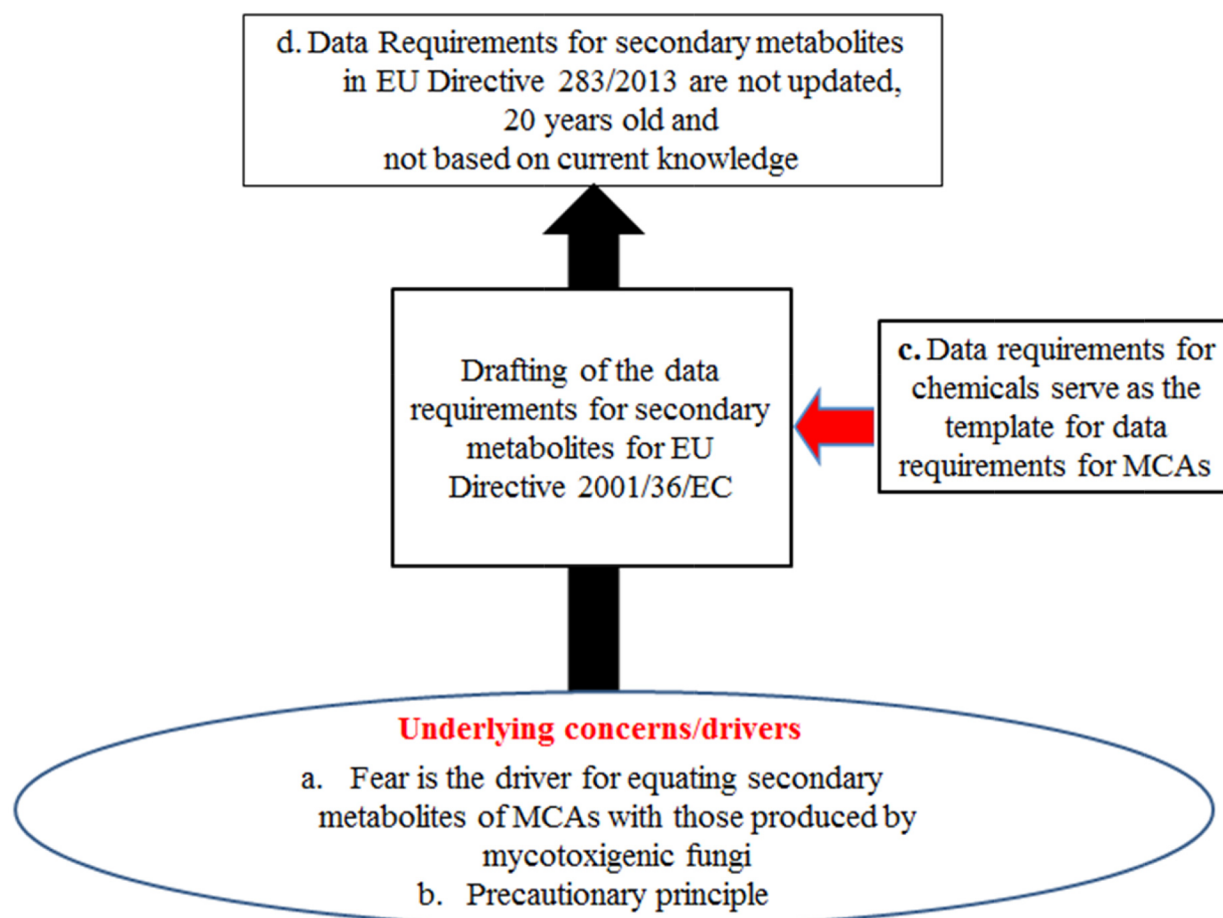 d. Data Requirements for secondary metabolites
in EU Directive 283/2013 are not updated,
20 years old and
not based on current knowledge
Drafting of the data
requirements for secondary
metabolites for EU
Directive 2001/36/EC
c. Data requirements for
chemicals serve as the
template for data
requirements for MCAs
Underlying concerns/drivers
a. Fear is the driver for equating secondary
metabolites of MCAs with those produced by
mycotoxigenic fungi
b. Precautionary principle